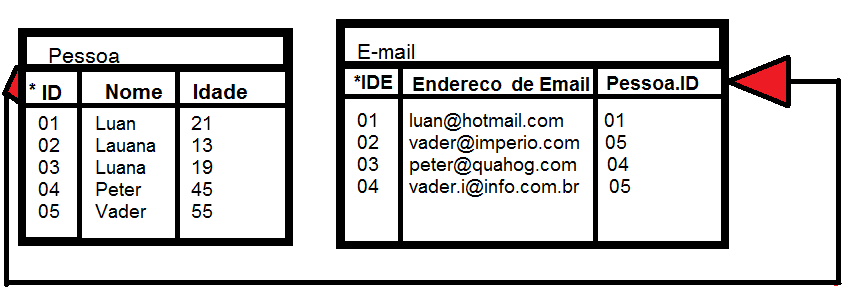 Pessoa
* ID Nome Idade
01 Luan 21
02 Lauana 13
03 Luana 19
04 Peter 45
05 Vader 55
E-mail
*IDE Endereco de Email Pessoa.ID
01 luan@hotmail.com 01
02 vader@imperio.com 05
03 peter@quahog.com 04
04 vader.i@info.com.br 05